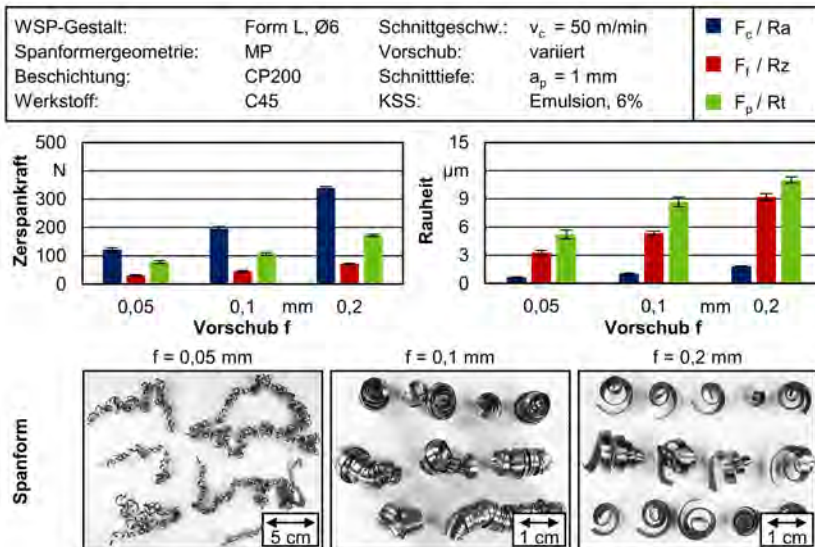 WSP-Gestalt: Form L, Ø6 Schnittgeschw.: v_c = 50 m/min
Spanformergeometrie: MP Vorschub: variiert
Beschichtung: CP200 Schnitttiefe: a_p = 1 mm
Werkstoff: C45 KSS: Emulsion, 6%
F_c / Ra
F_f / Rz
F_p / Rt
Zerspankraft
500
N
300
200
100
0
0,05 0,1 mm 0,2
Vorschub f
Rauheit
15
µm
9
6
3
0
0,05 0,1 mm 0,2
Vorschub f
Spanform
f = 0,05 mm f = 0,1 mm f = 0,2 mm
5 cm 1 cm 1 cm